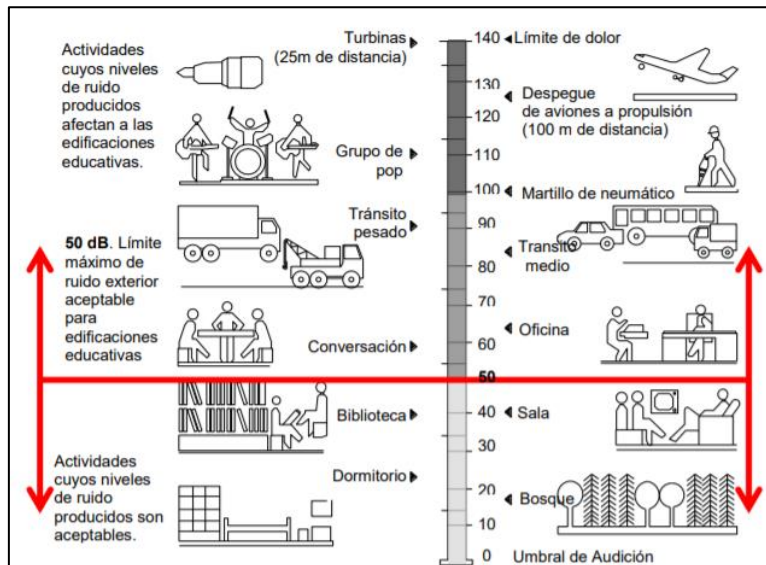 Actividades
cuyos niveles
de ruido
producidos
afectan a las
edificaciones
educativas.
50 dB. Límite
máximo de
ruido exterior
aceptable
para
edificaciones
educativas
Actividades
cuyos niveles
de ruido
producidos son
aceptables.
Turbinas
(25m de distancia)
Grupo de
pop
Tránsito
pesado
Conversación
Biblioteca
Dormitorio
140
130
120
110
100
90
80
70
60
50
40
30
20
10
0
Límite de dolor
Despegue
de aviones a propulsión
(100 m de distancia)
Martillo de neumático
Transito
medio
Oficina
Sala
Bosque
Umbral de Audición